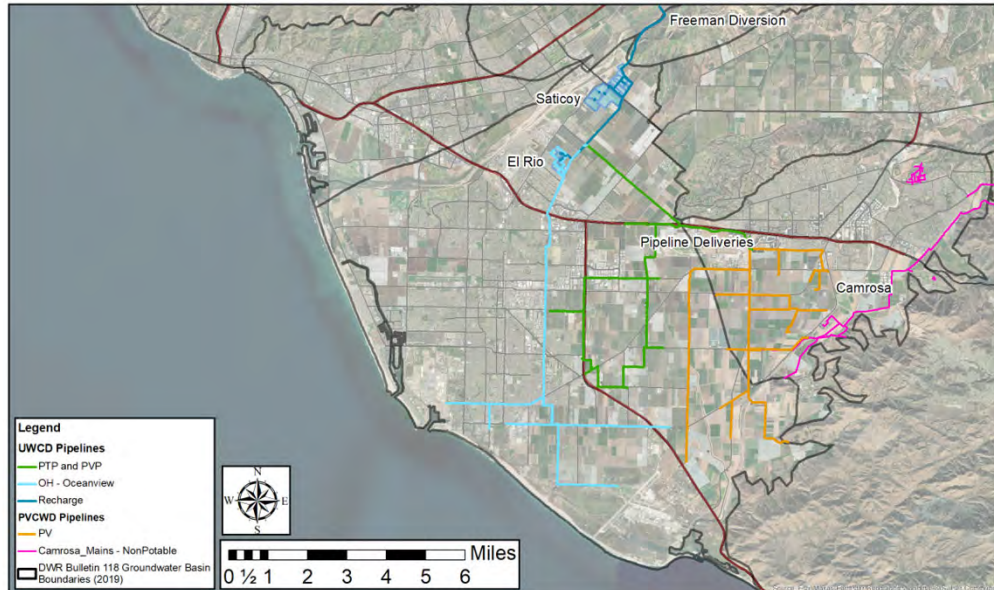 Freeman Diversion
Saticoy
El Rio
Pipeline Deliveries
Camrosa
Legend
UWCD Pipelines
PTP and PVP
OH - Oceanview
Recharge
PVCWD Pipelines
PV
Camrosa_Mains - NonPotable
DWR Bulletin 118 Groundwater Basin
Boundaries (2019)
N
W E
S
Miles
0 ½ 1 2 3 4 5 6